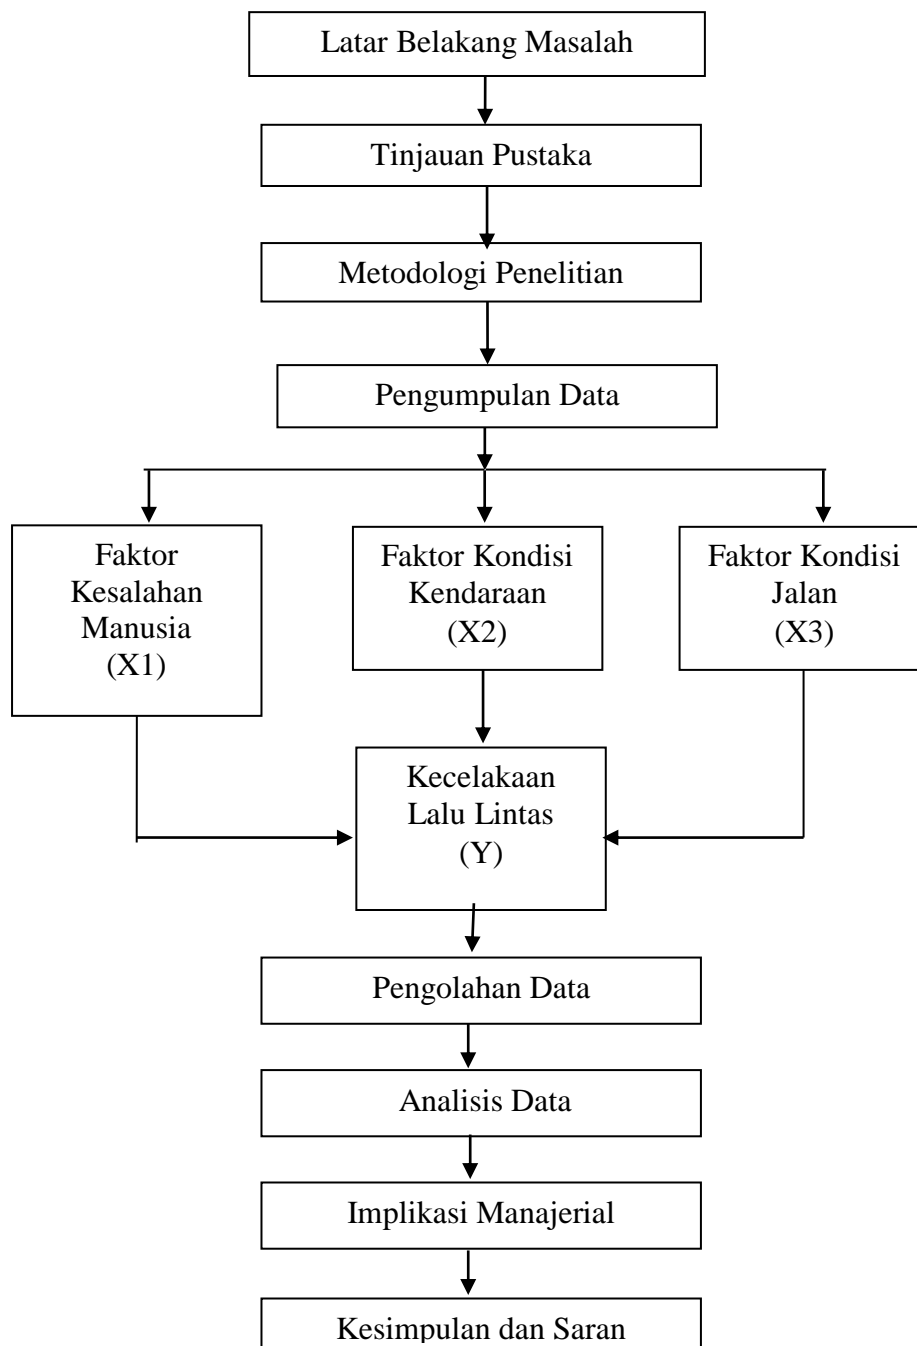 Latar Belakang Masalah
Tinjauan Pustaka
Metodologi Penelitian
Pengumpulan Data
Faktor
Kesalahan
Manusia
(X1)
Faktor Kondisi
Kendaraan
(X2)
Faktor Kondisi
Jalan
(X3)
Kecelakaan
Lalu Lintas
(Y)
Pengolahan Data
Analisis Data
Implikasi Manajerial
Kesimpulan dan Saran